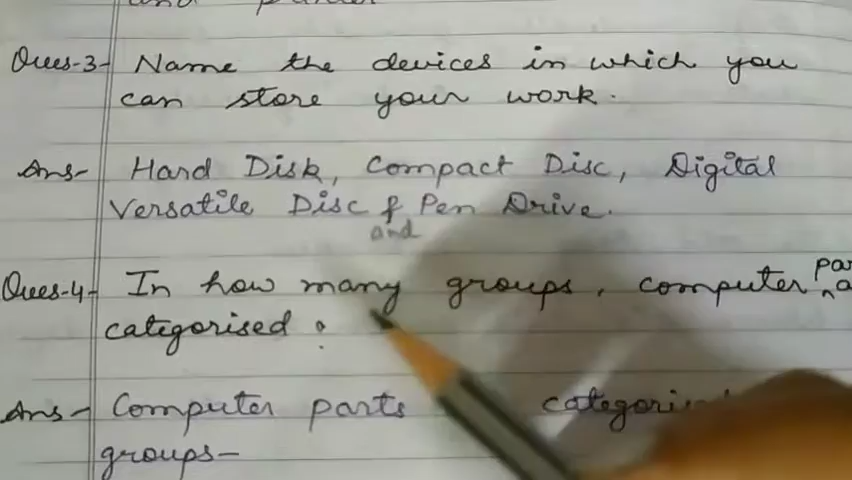 and
Ques-3- Name the devices in which you
can store your work.
Ans- Hard Disk, Compact Disc, Digital
Versatile Disc & Pen Drive.
and
Ques-4- In how many groups, computer
categorised?
Ans- Computer parts
groups-